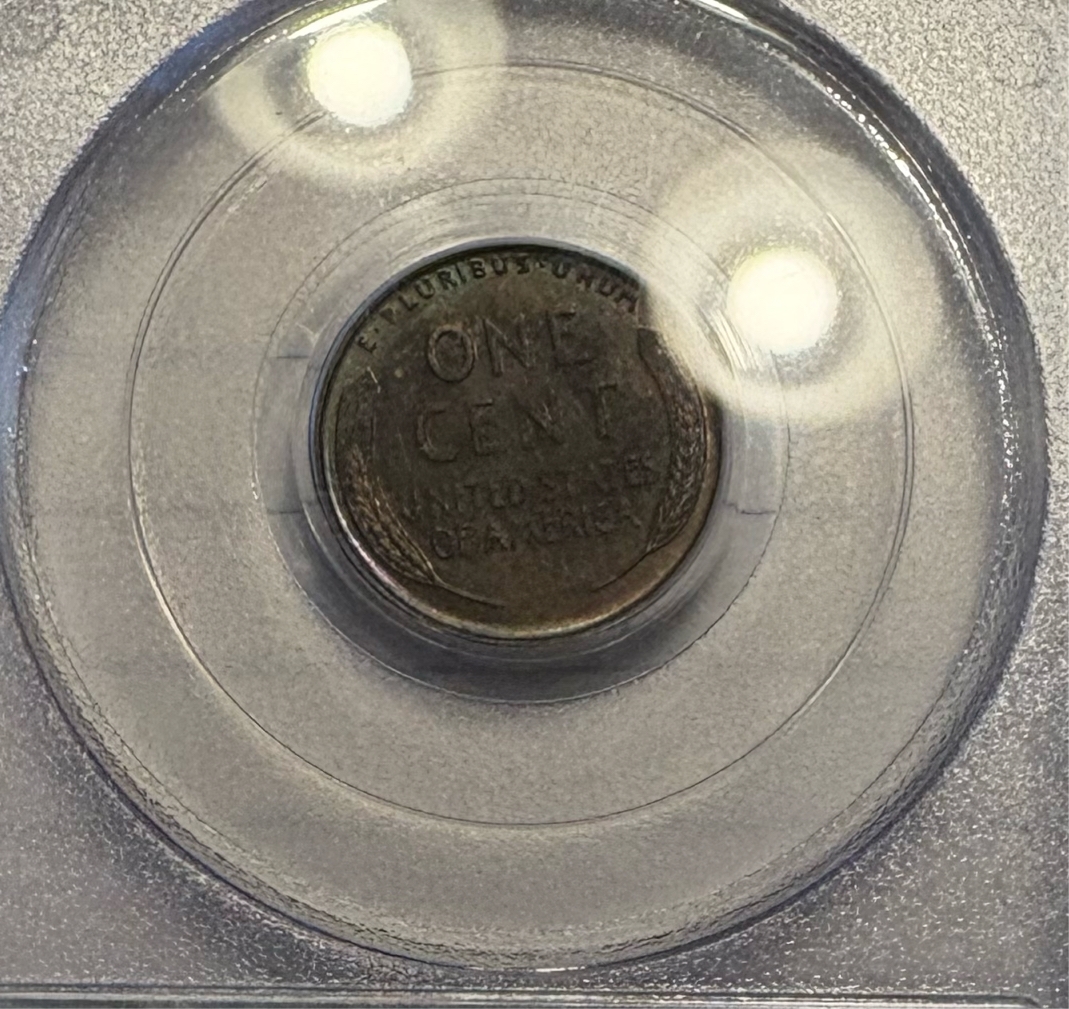 E·PLURIBUS·UNUM
ONE
CENT
UNITED STATES
OF AMERICA